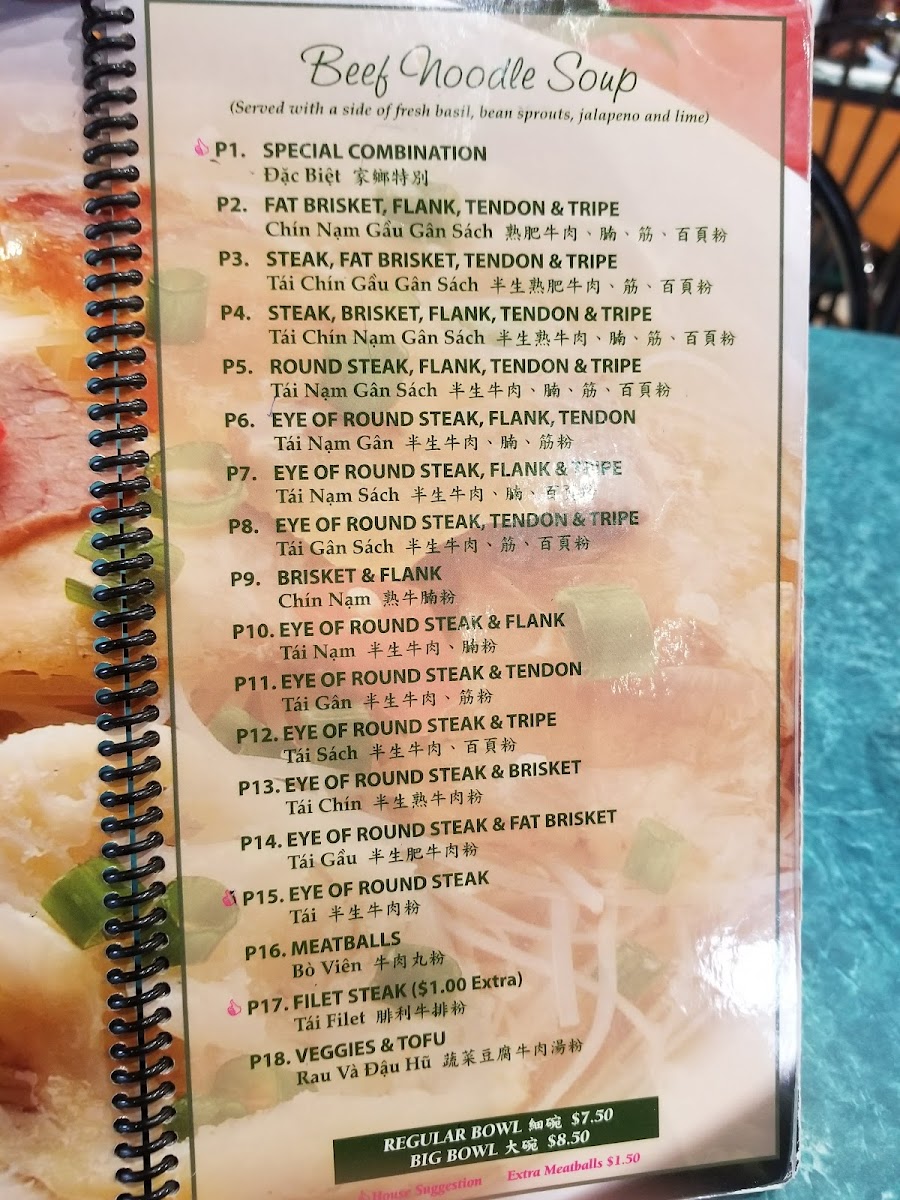 Beef Noodle Soup
(Served with a side of fresh basil, bean sprouts, jalapeno and lime)
P1. SPECIAL COMBINATION
Đặc Biệt 家鄉特別
P2. FAT BRISKET, FLANK, TENDON & TRIPE
Chín Nạm Gầu Gân Sách 熟肥牛肉、腩、筋、百頁粉
P3. STEAK, FAT BRISKET, TENDON & TRIPE
Tái Chín Gầu Gân Sách 半生熟肥牛肉、筋、百頁粉
P4. STEAK, BRISKET, FLANK, TENDON & TRIPE
Tái Chín Nạm Gân Sách 半生熟牛肉、腩、筋、百頁粉
P5. ROUND STEAK, FLANK, TENDON & TRIPE
Tái Nạm Gân Sách 半生牛肉、腩、筋、百頁粉
P6. EYE OF ROUND STEAK, FLANK, TENDON
Tái Nạm Gân 半生牛肉、腩、筋粉
P7. EYE OF ROUND STEAK, FLANK & TRIPE
Tái Nạm Sách 半生牛肉、腩、百頁粉
P8. EYE OF ROUND STEAK, TENDON & TRIPE
Tái Gân Sách 半生牛肉、筋、百頁粉
P9. BRISKET & FLANK
Chín Nạm 熟牛腩粉
P10. EYE OF ROUND STEAK & FLANK
Tái Nạm 半生牛肉、腩粉
P11. EYE OF ROUND STEAK & TENDON
Tái Gân 半生牛肉、筋粉
P12. EYE OF ROUND STEAK & TRIPE
Tái Sách 半生牛肉、百頁粉
P13. EYE OF ROUND STEAK & BRISKET
Tái Chín 半生熟牛肉粉
P14. EYE OF ROUND STEAK & FAT BRISKET
Tái Gầu 半生肥牛肉粉
P15. EYE OF ROUND STEAK
Tái 半生牛肉粉
P16. MEATBALLS
Bò Viên 牛肉丸粉
P17. FILET STEAK ($1.00 Extra)
Tái Filet 腓利牛排粉
P18. VEGGIES & TOFU
Rau Và Đậu Hũ 蔬菜豆腐牛肉湯粉
REGULAR BOWL 細碗 $7.50
BIG BOWL 大碗 $8.50
House Suggestion Extra Meatballs $1.50